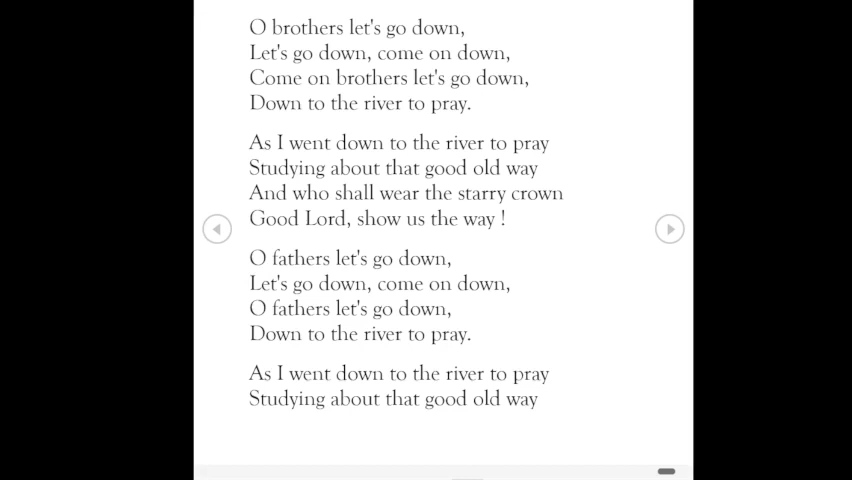 O brothers let's go down,
Let's go down, come on down,
Come on brothers let's go down,
Down to the river to pray.
As I went down to the river to pray
Studying about that good old way
And who shall wear the starry crown
Good Lord, show us the way !
O fathers let's go down,
Let's go down, come on down,
O fathers let's go down,
Down to the river to pray.
As I went down to the river to pray
Studying about that good old way